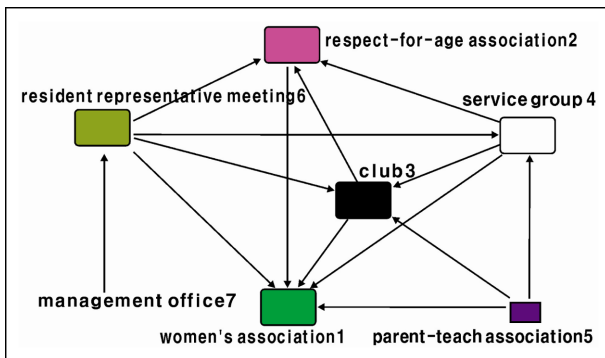 respect-for-age association2
resident representative meeting6
service group 4
club3
management office7
women's association1
parent-teach association5